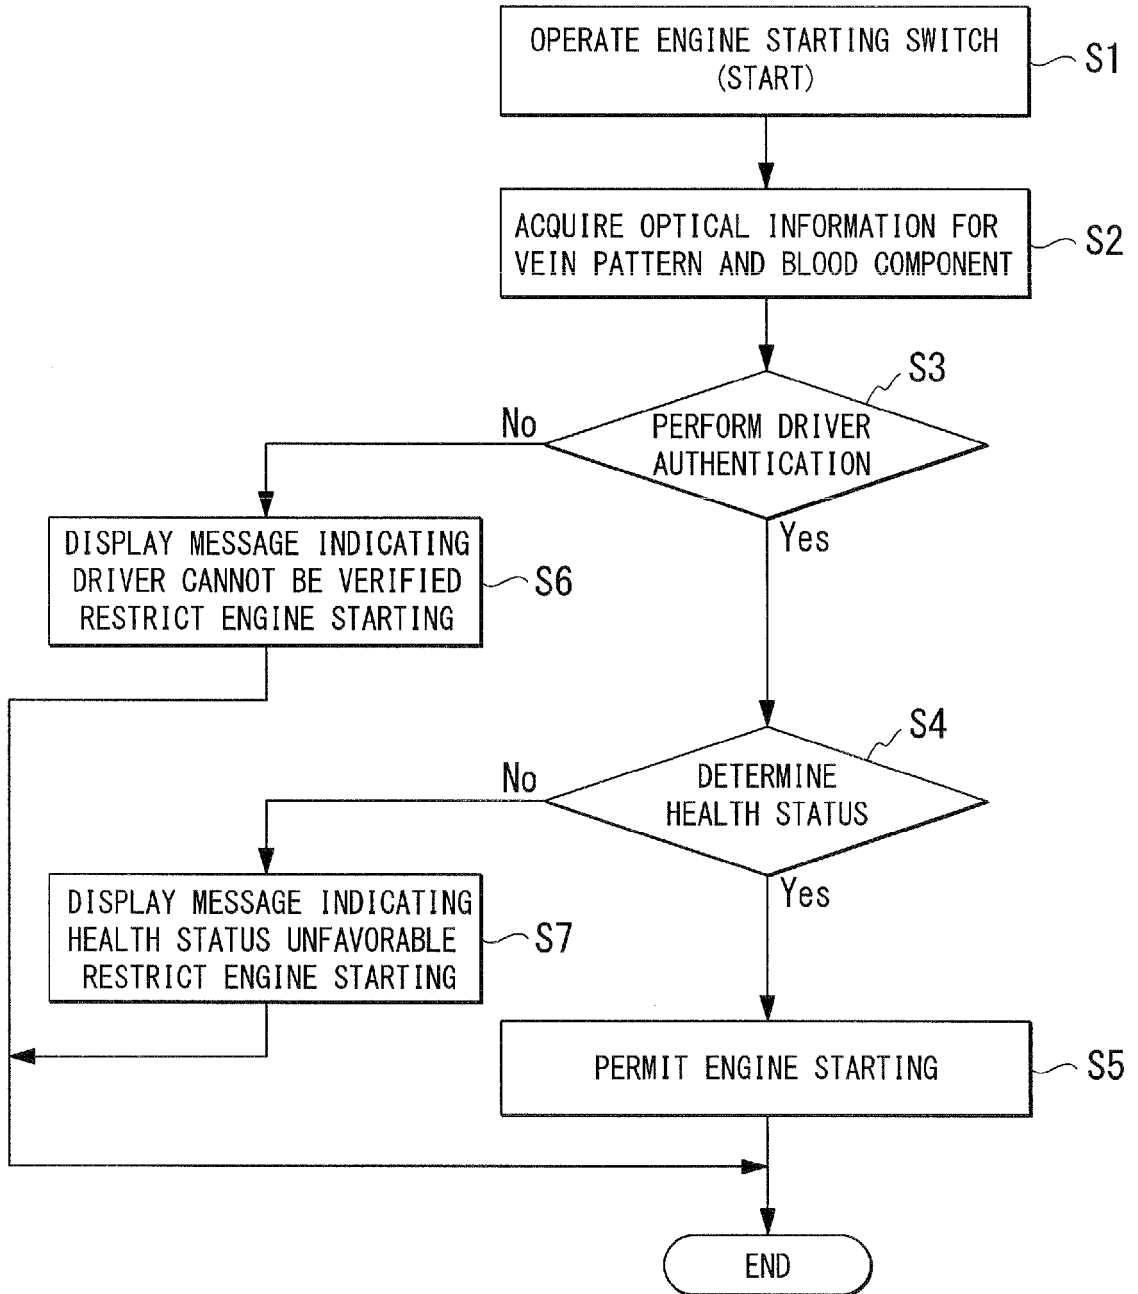 OPERATE ENGINE STARTING SWITCH
(START)
S1
ACQUIRE OPTICAL INFORMATION FOR
VEIN PATTERN AND BLOOD COMPONENT
S2
S3
PERFORM DRIVER
AUTHENTICATION
No
Yes
DISPLAY MESSAGE INDICATING
DRIVER CANNOT BE VERIFIED
RESTRICT ENGINE STARTING
S6
S4
DETERMINE
HEALTH STATUS
No
Yes
DISPLAY MESSAGE INDICATING
HEALTH STATUS UNFAVORABLE
RESTRICT ENGINE STARTING
S7
PERMIT ENGINE STARTING
S5
END